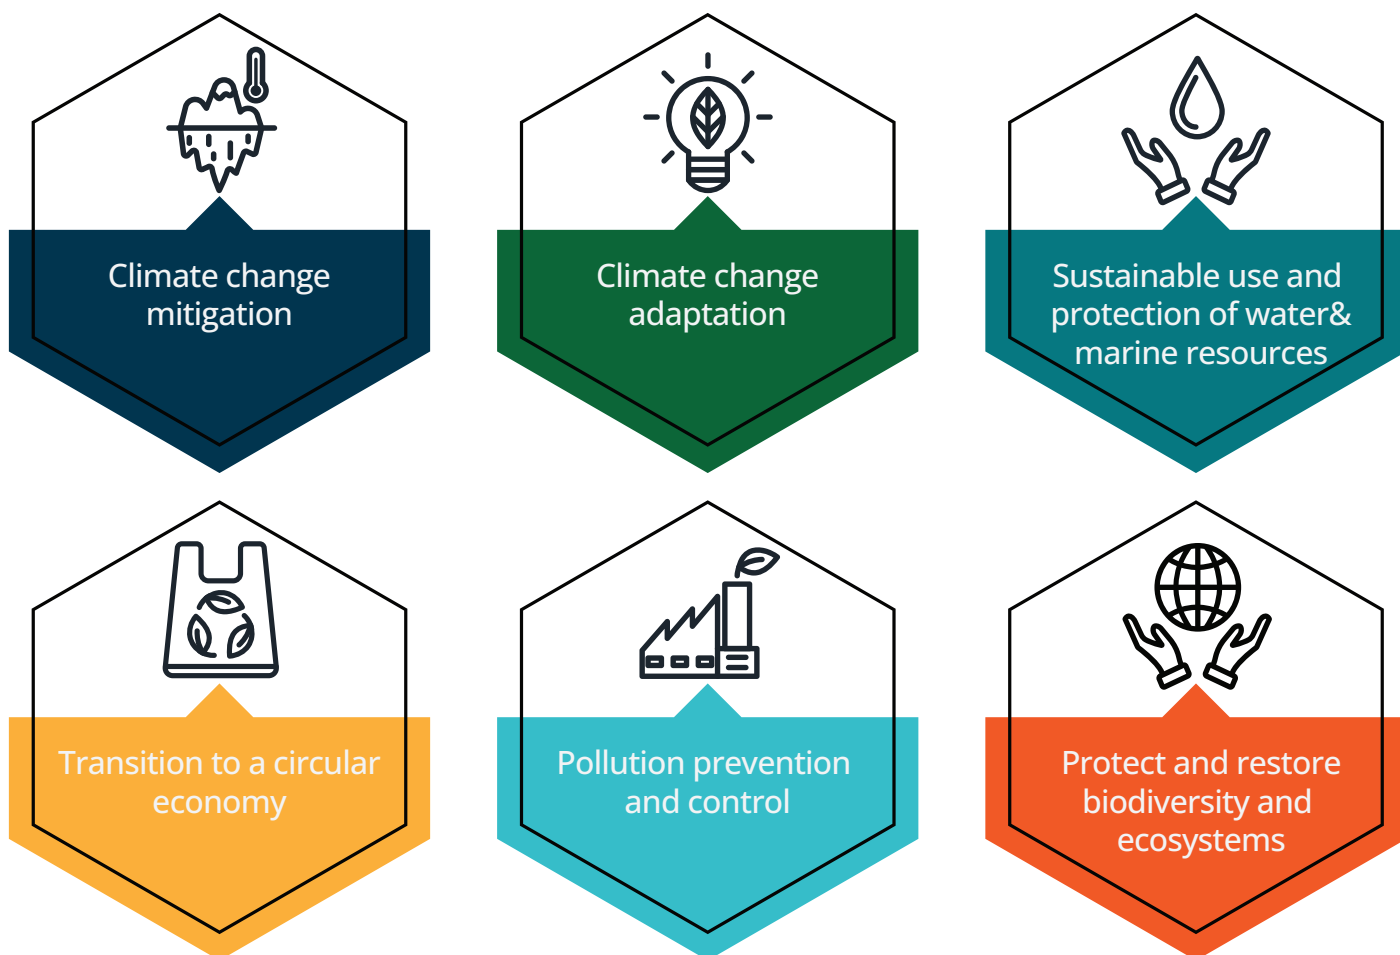 Climate change
mitigation
Climate change
adaptation
Sustainable use and
protection of water&
marine resources
Transition to a circular
economy
Pollution prevention
and control
Protect and restore
biodiversity and
ecosystems